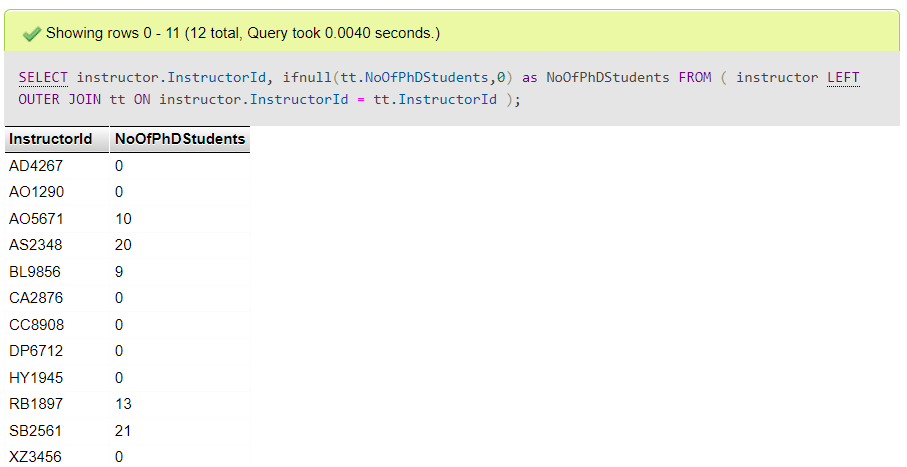 Showing rows 0 - 11 (12 total, Query took 0.0040 seconds.)
SELECT instructor.InstructorId, ifnull(tt.NoOfPhDStudents,0) as NoOfPhDStudents FROM ( instructor LEFT
OUTER JOIN tt ON instructor.InstructorId = tt.InstructorId );
InstructorId NoOfPhDStudents
AD4267 0
AO1290 0
AO5671 10
AS2348 20
BL9856 9
CA2876 0
CC8908 0
DP6712 0
HY1945 0
RB1897 13
SB2561 21
XZ3456 0